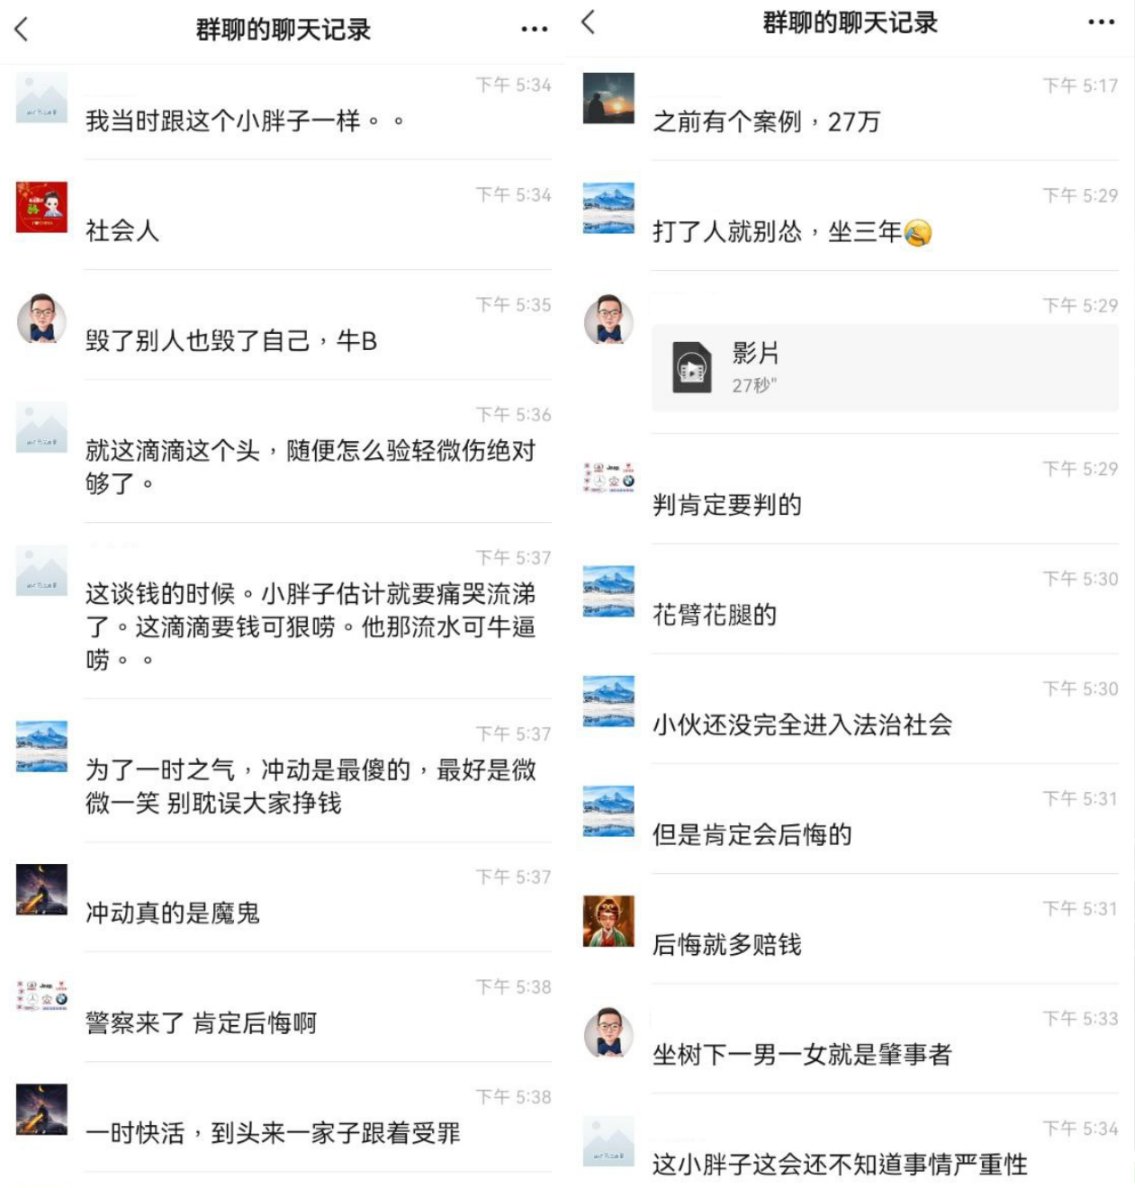 群聊的聊天记录
下午 5:34
我当时跟这个小胖子一样。。
下午 5:34
社会人
下午 5:35
毁了别人也毁了自己，牛B
下午 5:36
就这滴滴这个头，随便怎么验轻微伤绝对
够了。
下午 5:37
这谈钱的时候。小胖子估计就要痛哭流涕
了。这滴滴要钱可狠唠。他那流水可牛逼
唠。。
下午 5:37
为了一时之气，冲动是最傻的，最好是微
微一笑 别耽误大家挣钱
下午 5:37
冲动真的是魔鬼
下午 5:38
警察来了 肯定后悔啊
下午 5:38
一时快活，到头来一家子跟着受罪
群聊的聊天记录
下午 5:17
之前有个案例，27万
下午 5:29
打了人就别怂，坐三年
下午 5:29
影片
27秒"
下午 5:29
判肯定要判的
下午 5:30
花臂花腿的
下午 5:30
小伙还没完全进入法治社会
下午 5:31
但是肯定会后悔的
下午 5:31
后悔就多赔钱
下午 5:33
坐树下一男一女就是肇事者
下午 5:34
这小胖子这会还不知道事情严重性